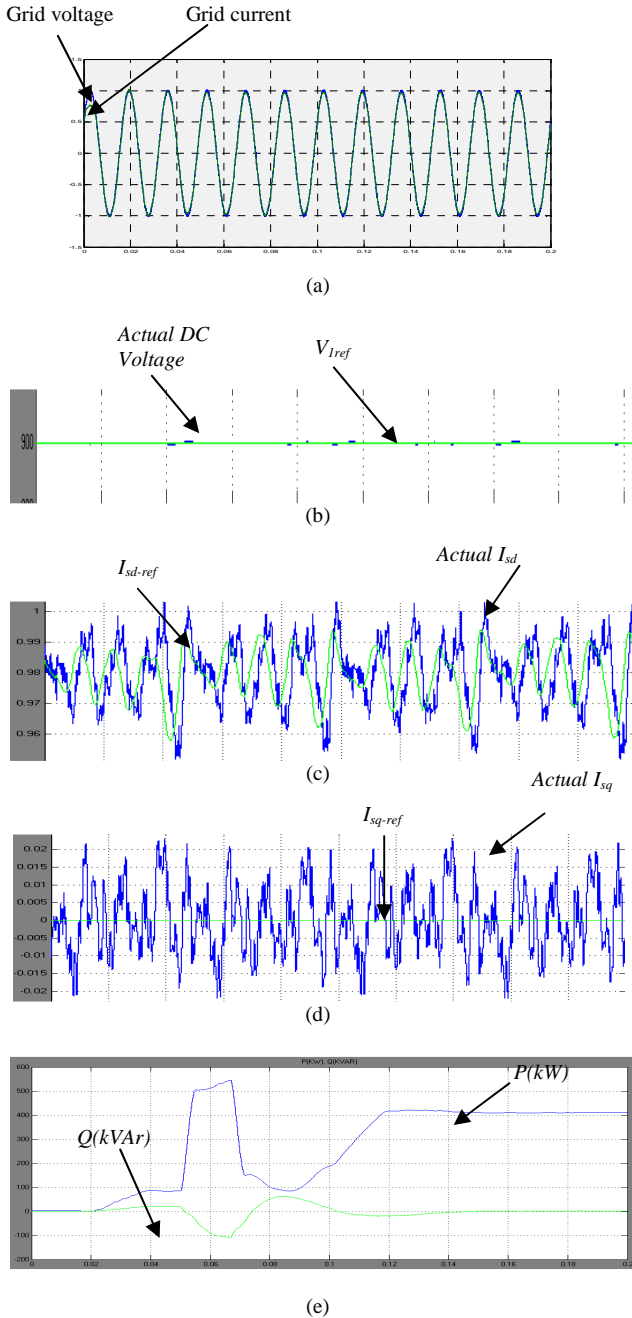 Grid voltage
Grid current
1.5
1
0.5
0
-0.5
-1
-1.5
0 0.02 0.04 0.06 0.08 0.1 0.12 0.14 0.16 0.18 0.2
(a)
Actual DC
Voltage
V1ref
900
(b)
Isd-ref
Actual Isd
1
0.99
0.98
0.97
0.96
(c)
Actual Isq
Isq-ref
0.02
0.015
0.01
0.005
0
-0.005
-0.01
-0.015
-0.02
(d)
P(KW), Q(KVAR)
P(kW)
Q(kVAr)
600
500
400
300
200
100
0
-100
-200
0 0.02 0.04 0.06 0.08 0.1 0.12 0.14 0.16 0.18 0.2
(e)